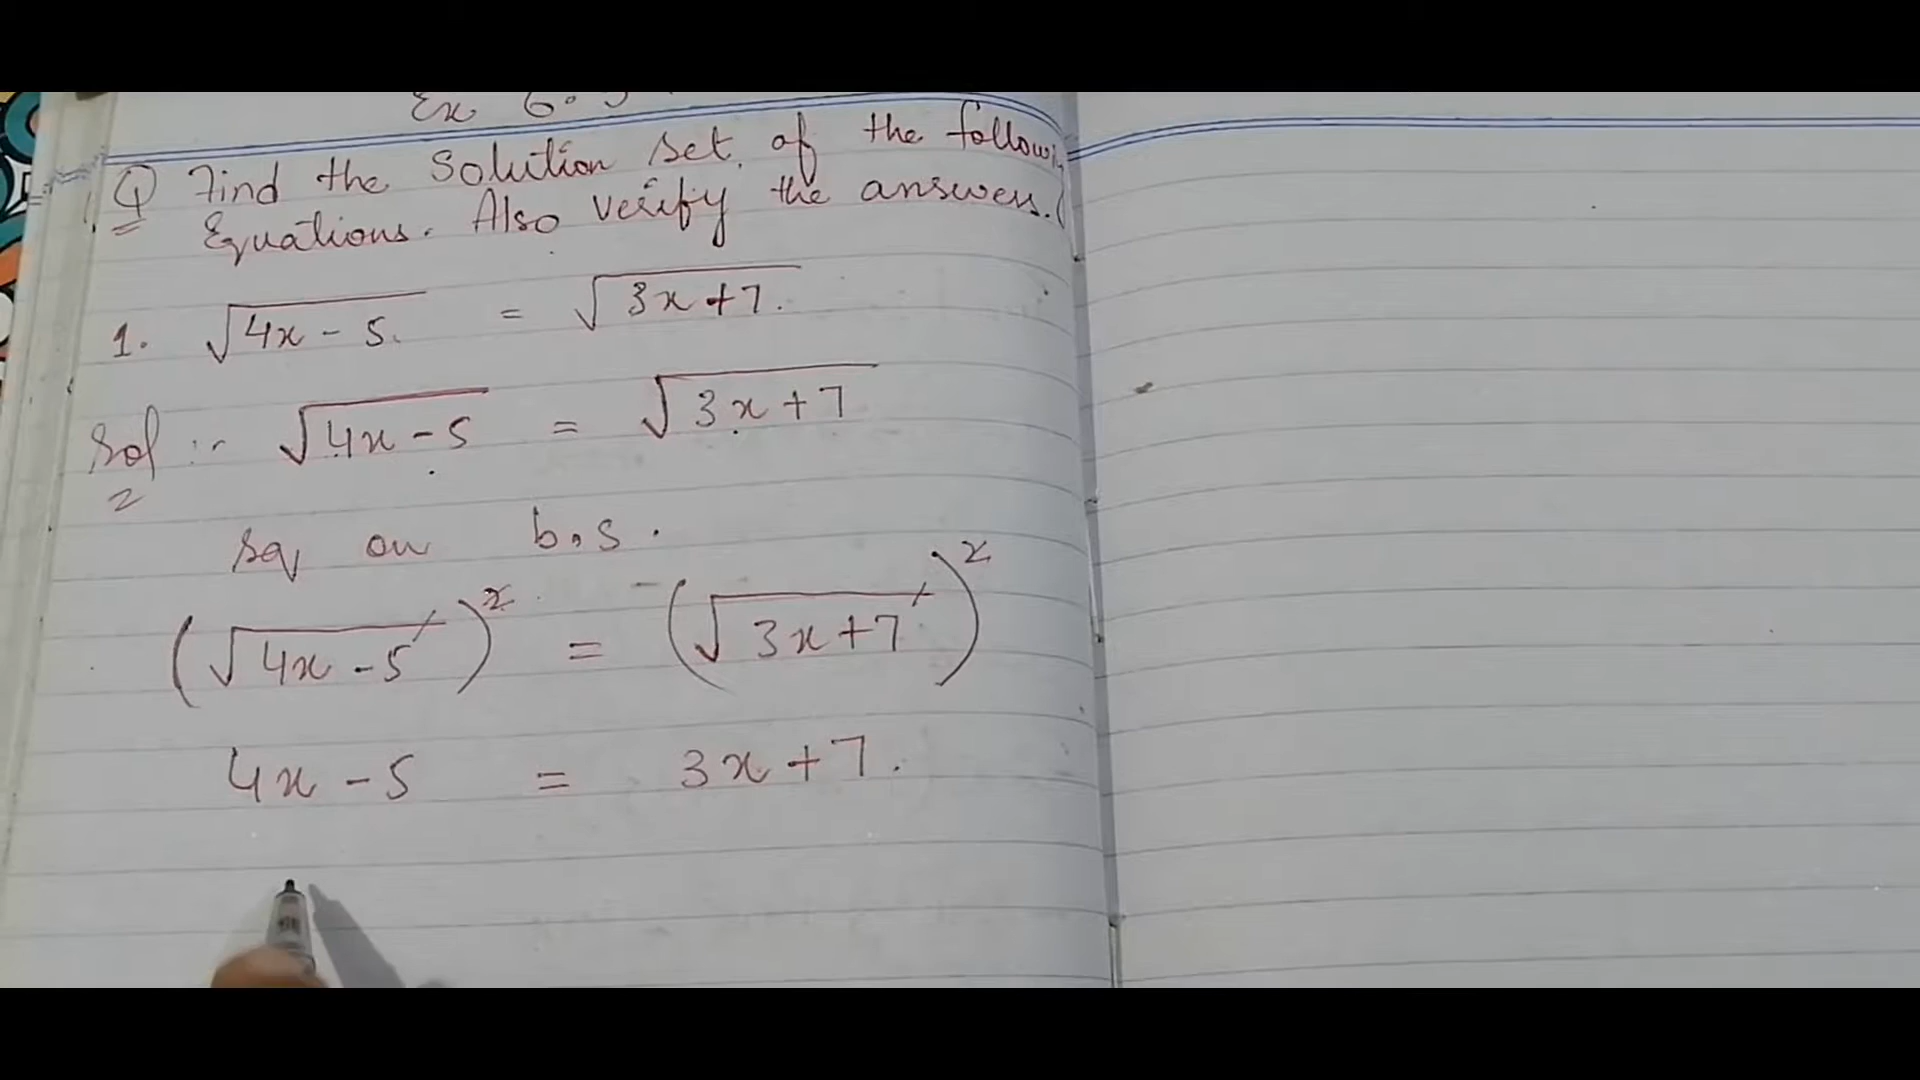 Ex 6.
Q Find the solution set of the followi
Equations. Also verify the answers.
1. √4x - 5 = √3x + 7.
Sol :- √4x - 5 = √3x + 7
sq on b.s.
(√4x - 5)² = (√3x + 7)²
4x - 5 = 3x + 7.